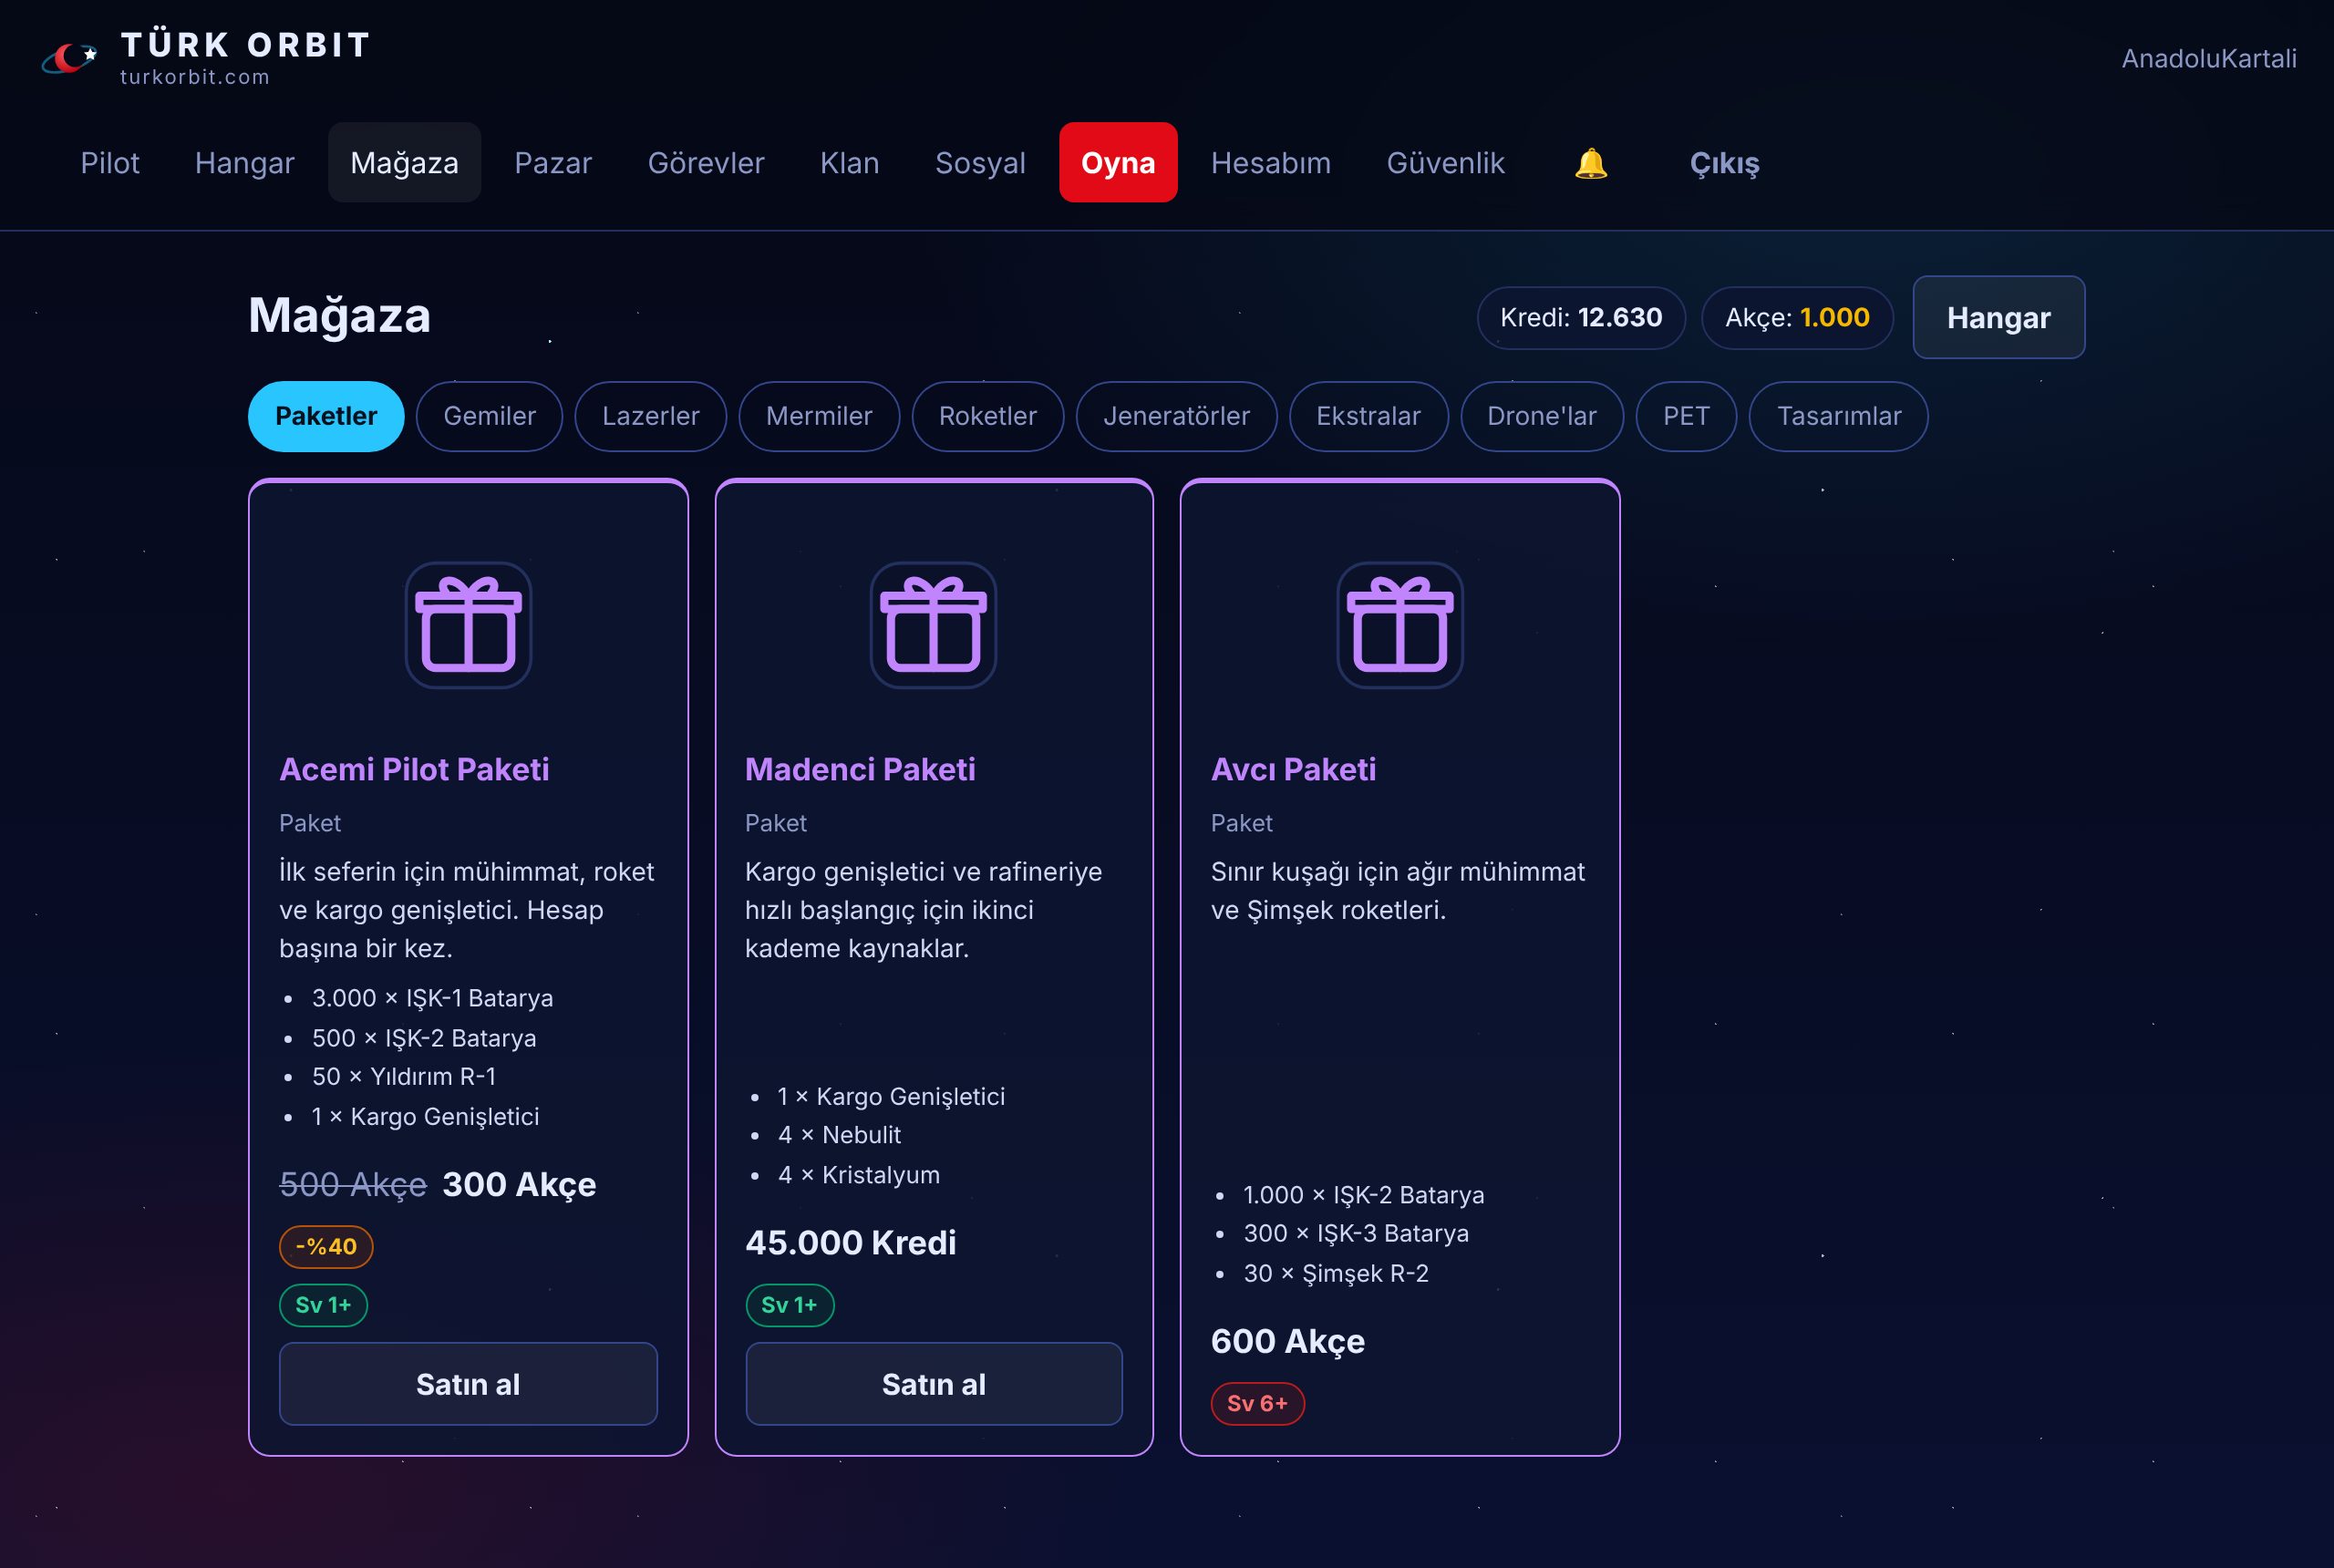 TÜRK ORBIT
turkorbit.com
AnadoluKartali
Pilot Hangar Mağaza Pazar Görevler Klan Sosyal Oyna Hesabım Güvenlik Çıkış
Mağaza
Kredi: 12.630 Akçe: 1.000 Hangar
Paketler Gemiler Lazerler Mermiler Roketler Jeneratörler Ekstralar Drone'lar PET Tasarımlar
Acemi Pilot Paketi
Paket
İlk seferin için mühimmat, roket
ve kargo genişletici. Hesap
başına bir kez.
• 3.000 × IŞK-1 Batarya
• 500 × IŞK-2 Batarya
• 50 × Yıldırım R-1
• 1 × Kargo Genişletici
500 Akçe 300 Akçe
-%40
Sv 1+
Satın al
Madenci Paketi
Paket
Kargo genişletici ve rafineriye
hızlı başlangıç için ikinci
kademe kaynaklar.
• 1 × Kargo Genişletici
• 4 × Nebulit
• 4 × Kristalyum
45.000 Kredi
Sv 1+
Satın al
Avcı Paketi
Paket
Sınır kuşağı için ağır mühimmat
ve Şimşek roketleri.
• 1.000 × IŞK-2 Batarya
• 300 × IŞK-3 Batarya
• 30 × Şimşek R-2
600 Akçe
Sv 6+